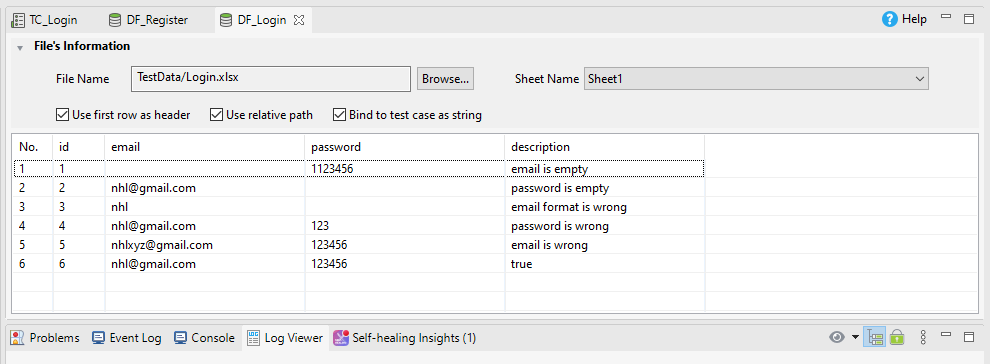 TC_Login DF_Register DF_Login Help
File's Information
File Name TestData/Login.xlsx Browse... Sheet Name Sheet1
Use first row as header Use relative path Bind to test case as string
No. id email password description
1 1 1123456 email is empty
2 2 nhl@gmail.com password is empty
3 3 nhl email format is wrong
4 4 nhl@gmail.com 123 password is wrong
5 5 nhlxyz@gmail.com 123456 email is wrong
6 6 nhl@gmail.com 123456 true
Problems Event Log Console LOG Log Viewer Self-healing Insights (1)